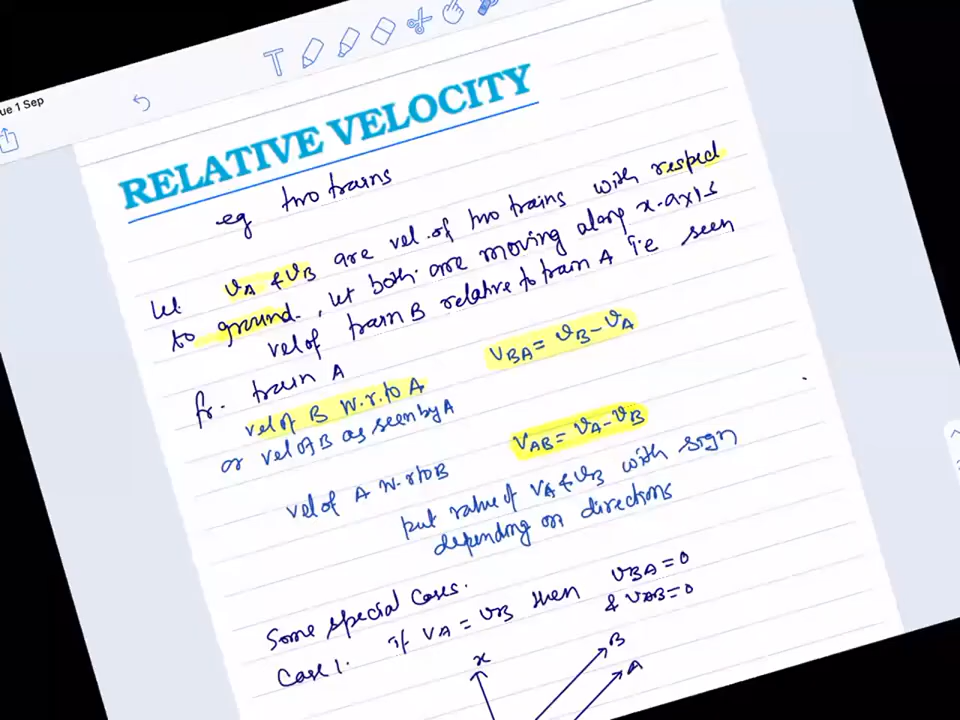 ue 1 Sep
RELATIVE VELOCITY
eg two trains
let vA & vB are vel. of two trains with respect
to ground. , let both are moving along x-axis
vel of train B relative to train A i.e seen
fr. train A
vBA = vB - vA
vel of B w.r.to A
or vel of B as seen by A
vel of A w.r to B
vAB = vA - vB
put value of vA & vB with sign
depending on directions
Some special cases.
Case 1. if vA = vB then vBA = 0
& vAB = 0
x
B
A